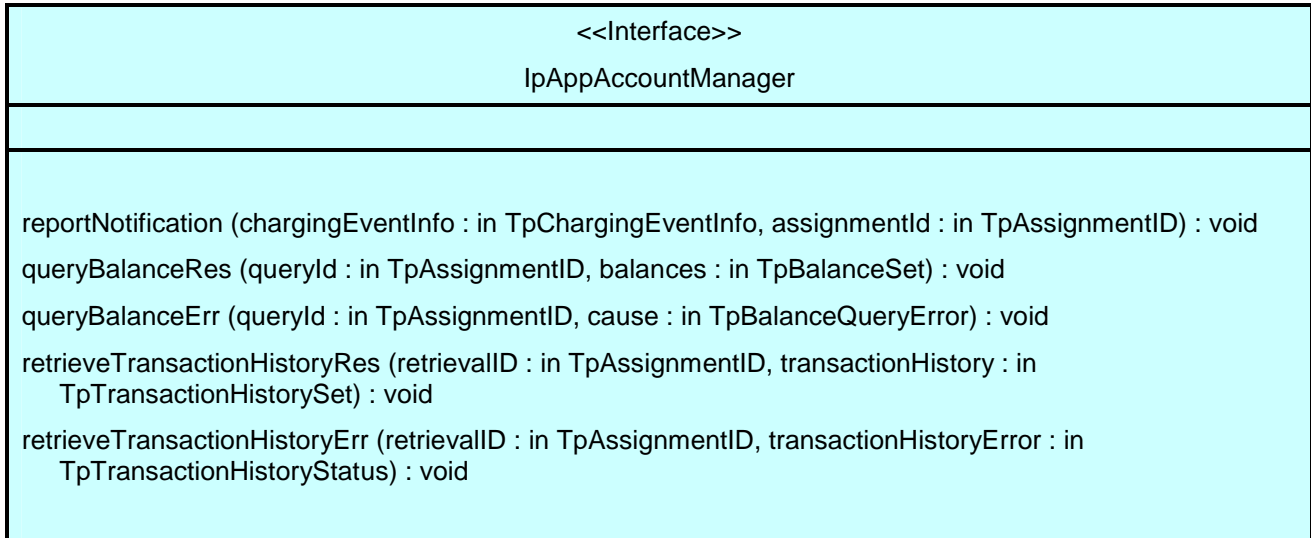 <<Interface>>
IpAppAccountManager
reportNotification (chargingEventInfo : in TpChargingEventInfo, assignmentId : in TpAssignmentID) : void
queryBalanceRes (queryId : in TpAssignmentID, balances : in TpBalanceSet) : void
queryBalanceErr (queryId : in TpAssignmentID, cause : in TpBalanceQueryError) : void
retrieveTransactionHistoryRes (retrievalID : in TpAssignmentID, transactionHistory : in
TpTransactionHistorySet) : void
retrieveTransactionHistoryErr (retrievalID : in TpAssignmentID, transactionHistoryError : in
TpTransactionHistoryStatus) : void